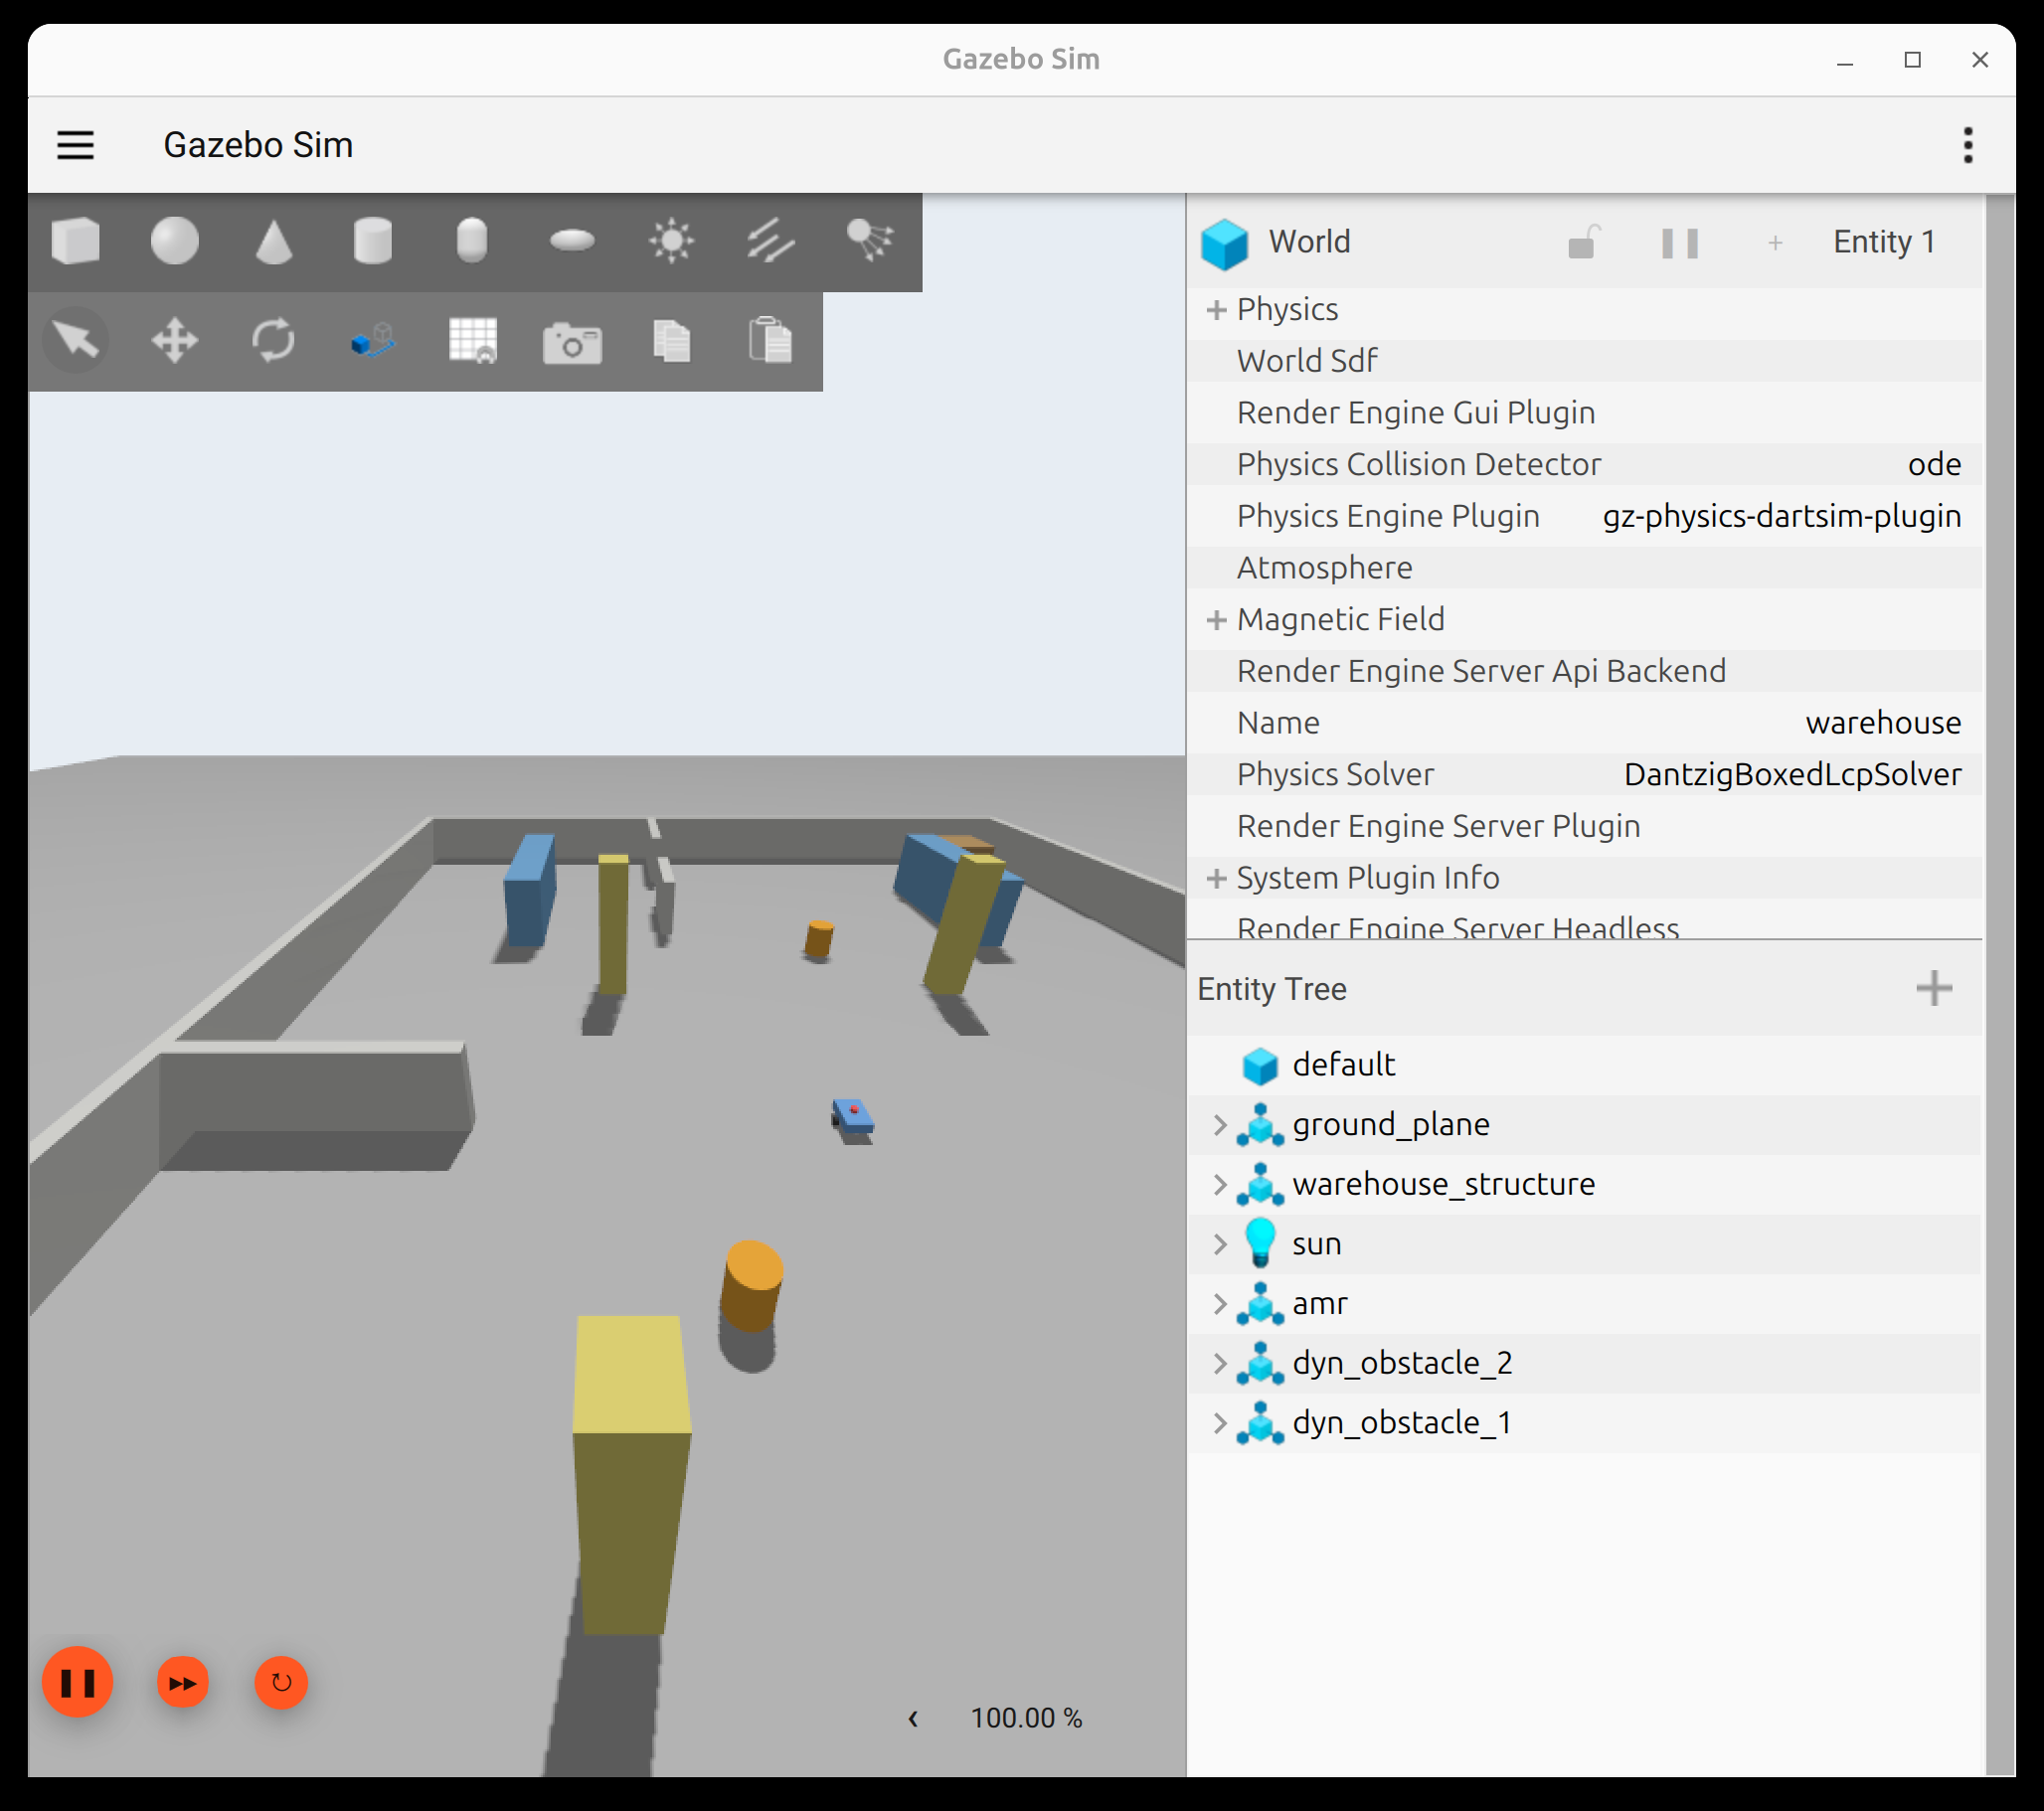 Gazebo Sim
Gazebo Sim
World + Entity 1
Physics
World Sdf
Render Engine Gui Plugin
Physics Collision Detector ode
Physics Engine Plugin gz-physics-dartsim-plugin
Atmosphere
Magnetic Field
Render Engine Server Api Backend
Name warehouse
Physics Solver DantzigBoxedLcpSolver
Render Engine Server Plugin
System Plugin Info
Render Engine Server Headless
Entity Tree
default
ground_plane
warehouse_structure
sun
amr
dyn_obstacle_2
dyn_obstacle_1
100.00 %